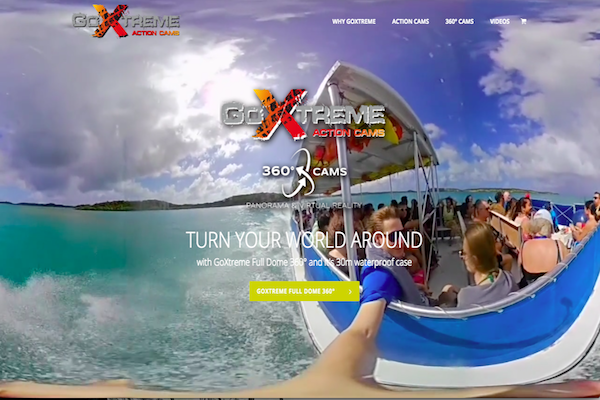 GoXtreme
ACTION CAMS
WHY GOXTREME
ACTION CAMS
360° CAMS
VIDEOS
GoXtreme
ACTION CAMS
360° CAMS
PANORAMA & VIRTUAL REALITY
TURN YOUR WORLD AROUND
with GoXtreme Full Dome 360° and it's 30m waterproof case
GOXTREME FULL DOME 360°